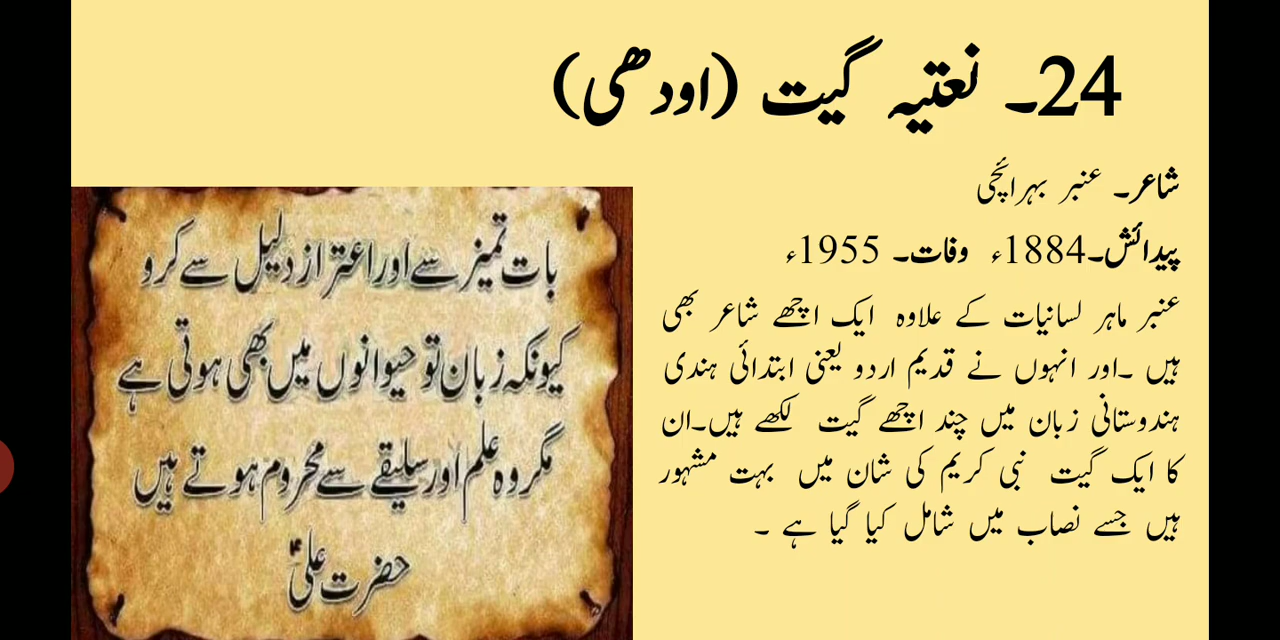 24۔ نعتیہ گیت (اودھی)
شاعر۔ عنبر بہرائچی
پیدائش۔1884ء وفات۔ 1955ء
عنبر ماہر لسانیات کے علاوہ ایک اچھے شاعر بھی
ہیں ۔اور انہوں نے قدیم اردو یعنی ابتدائی ہندی
ہندوستانی زبان میں چند اچھے گیت لکھے ہیں۔ان
کا ایک گیت نبی کریم کی شان میں بہت مشہور
ہیں جسے نصاب میں شامل کیا گیا ہے ۔
بات تمیز سے اور اعتراز دلیل سے کرو
کیونکہ زبان تو حیوانوں میں بھی ہوتی ہے
مگر وہ علم اور سلیقے سے محروم ہوتے ہیں
حضرت علیؑ